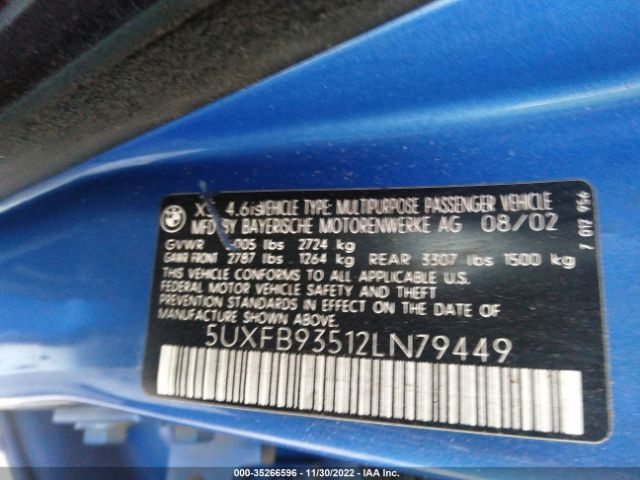 BMW
X5 4.6is VEHICLE TYPE: MULTIPURPOSE PASSENGER VEHICLE
MFD BY BAYERISCHE MOTORENWERKE AG 08/02
GVWR 6005 lbs 2724 kg
GAWR FRONT 2787 lbs 1264 kg REAR 3307 lbs 1500 kg
THIS VEHICLE CONFORMS TO ALL APPLICABLE U.S.
FEDERAL MOTOR VEHICLE SAFETY AND THEFT
PREVENTION STANDARDS IN EFFECT ON THE DATE OF
MANUFACTURE SHOWN ABOVE.
5UXFB93512LN79449
000-35266596 - 11/30/2022 - IAA Inc.